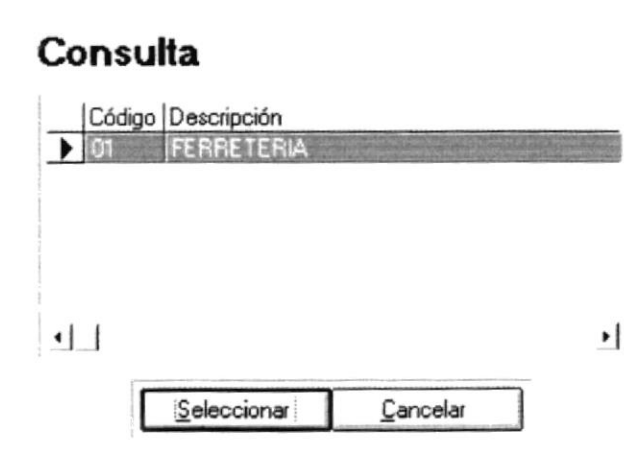 Consulta
Código Descripción
01 FERRETERIA
Seleccionar Cancelar